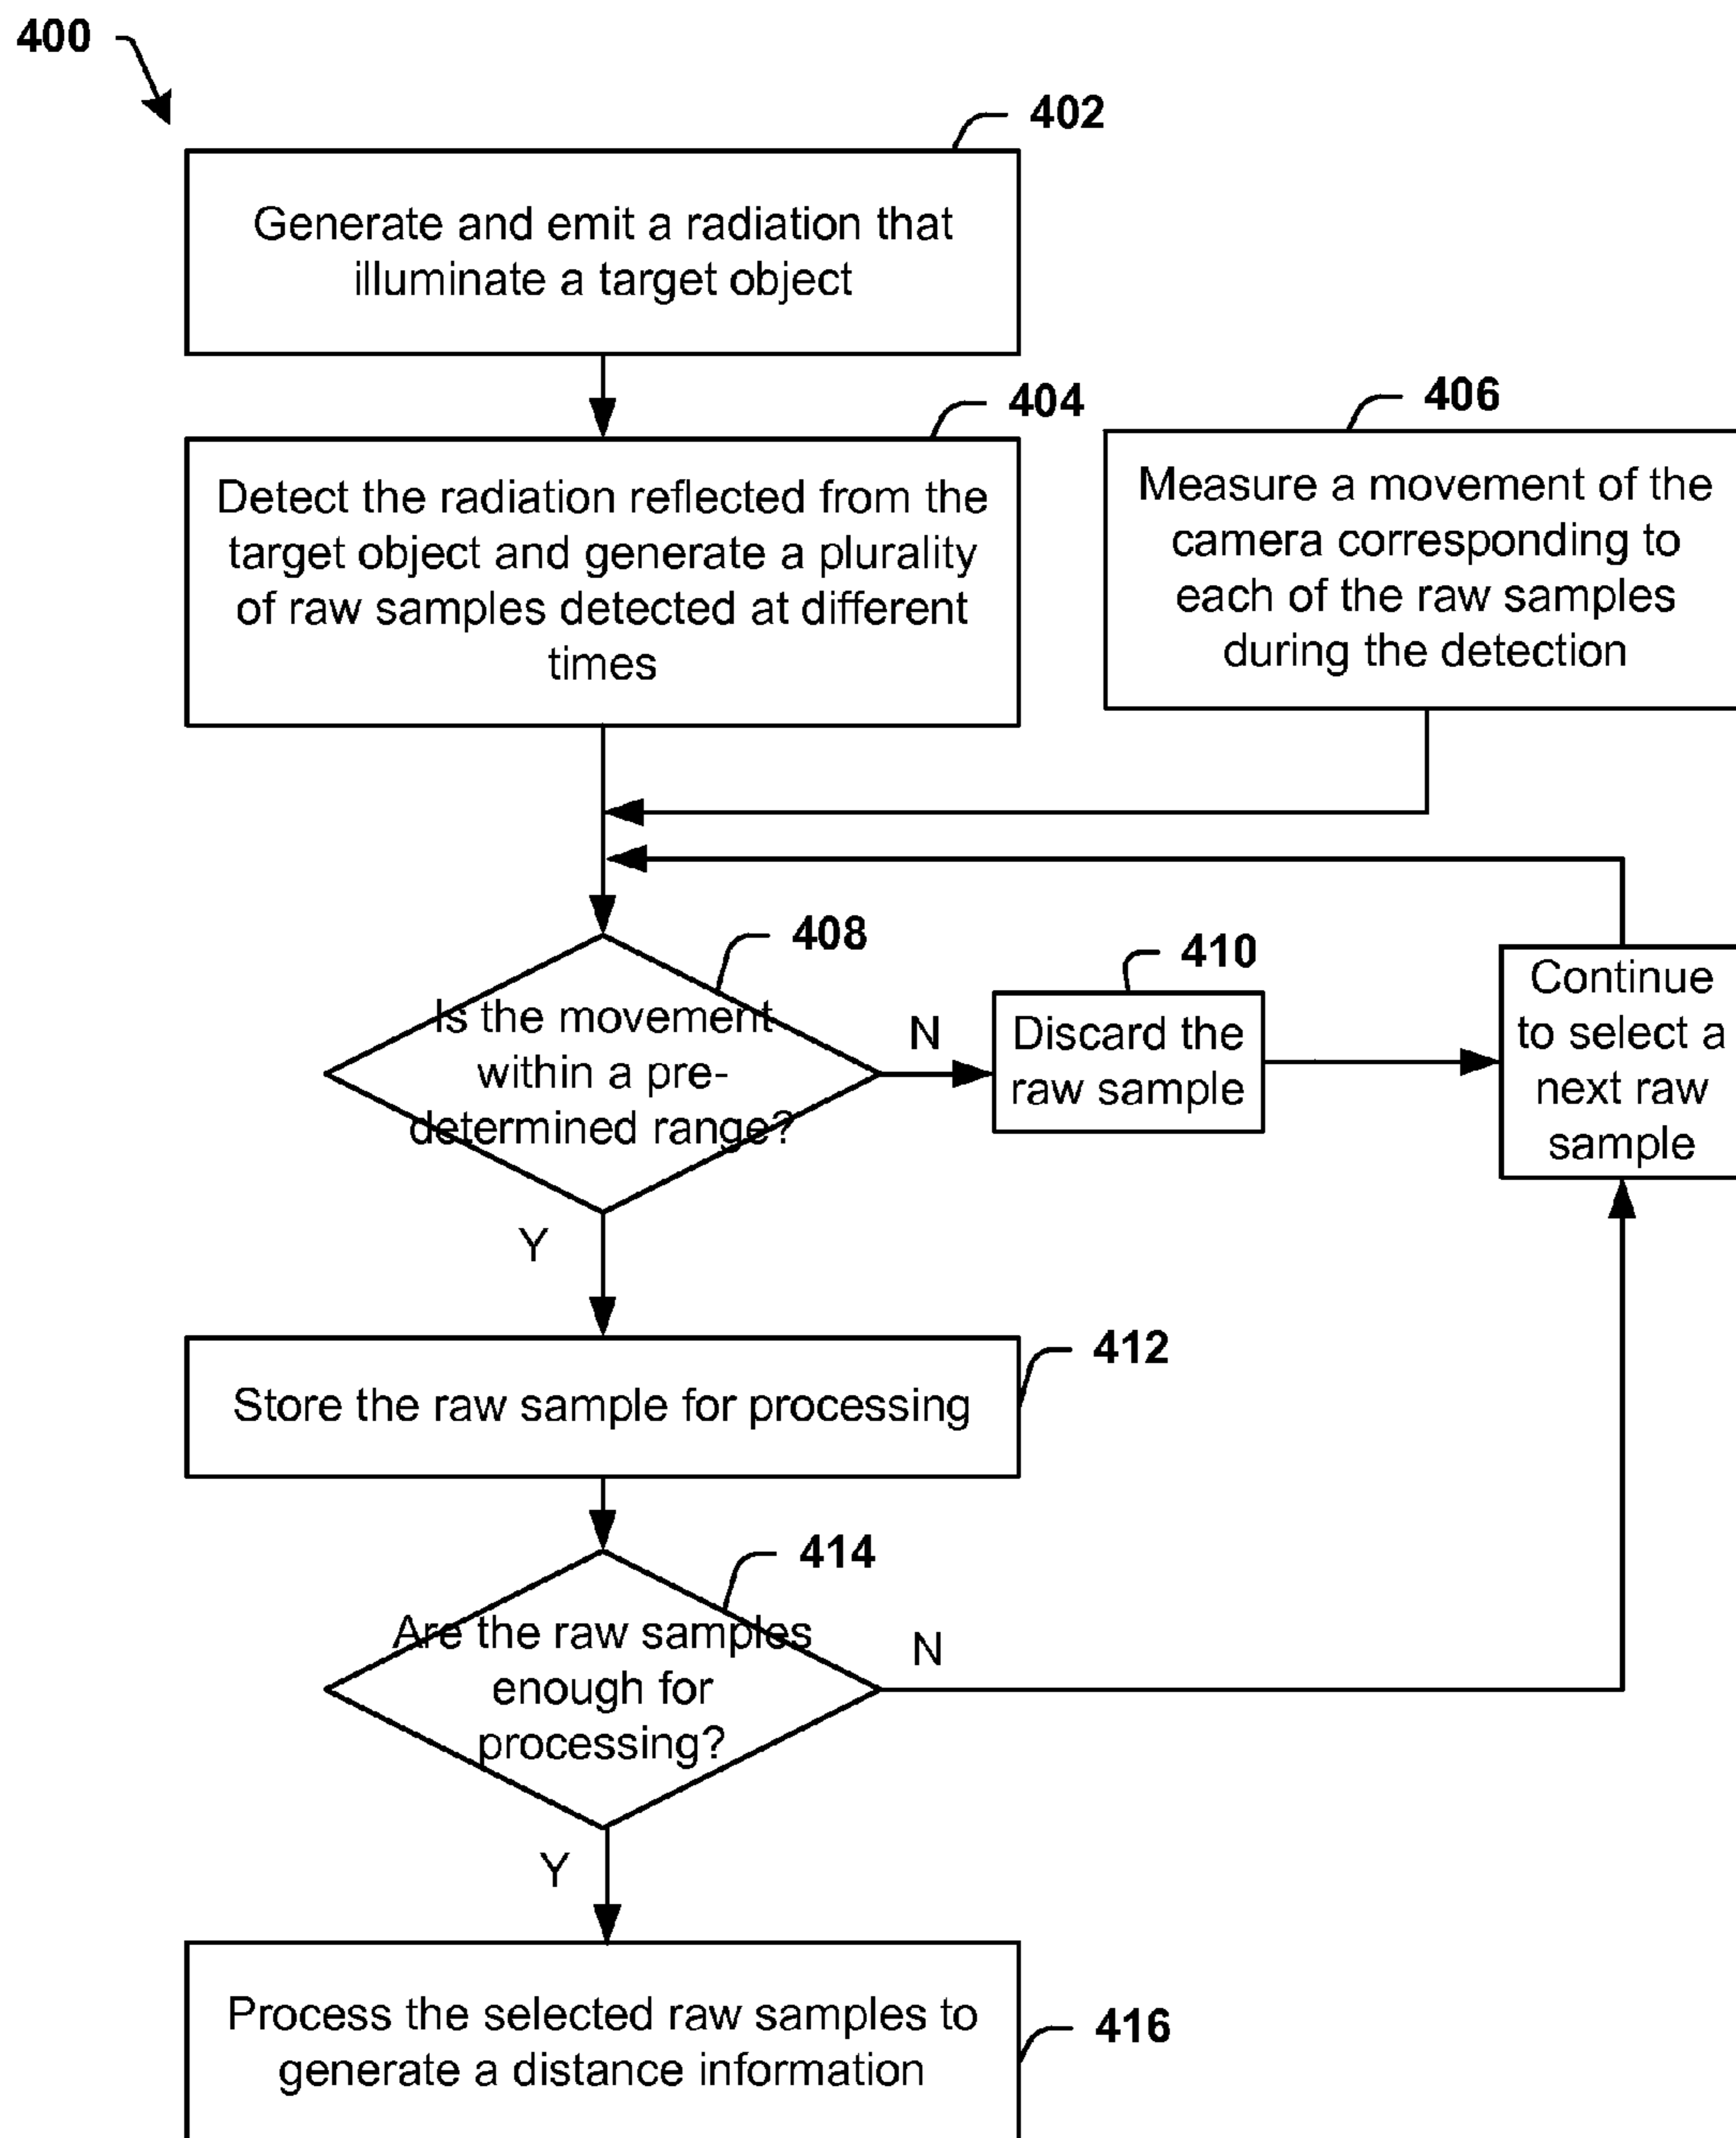 400
402
Generate and emit a radiation that
illuminate a target object
404
Detect the radiation reflected from the
target object and generate a plurality
of raw samples detected at different
times
406
Measure a movement of the
camera corresponding to
each of the raw samples
during the detection
408
Is the movement
within a pre-
determined range?
N
410
Discard the
raw sample
Continue
to select a
next raw
sample
Y
412
Store the raw sample for processing
414
Are the raw samples
enough for
processing?
N
Y
416
Process the selected raw samples to
generate a distance information